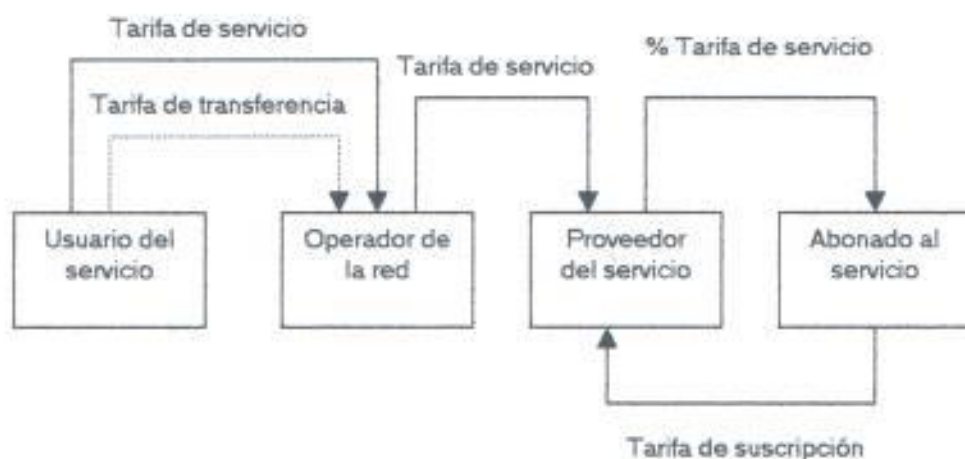 Tarifa de servicio
Tarifa de transferencia
Tarifa de servicio
% Tarifa de servicio
Usuario del
servicio
Operador de
la red
Proveedor
del servicio
Abonado al
servicio
Tarifa de suscripción